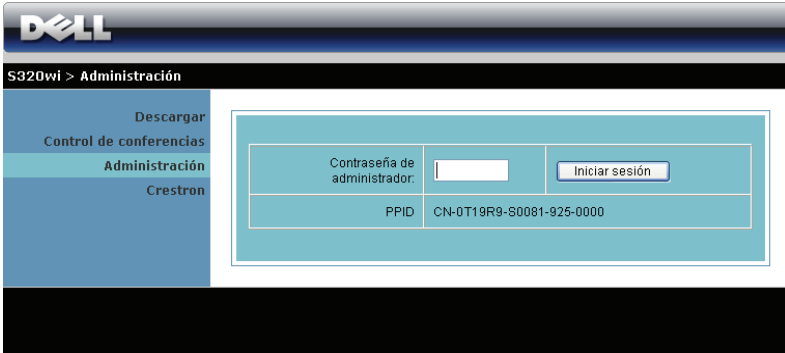 DELL
S320wi > Administración
Descargar
Control de conferencias
Administración
Crestron
Contraseña de
administrador:
Iniciar sesión
PPID
CN-0T19R9-S0081-925-0000